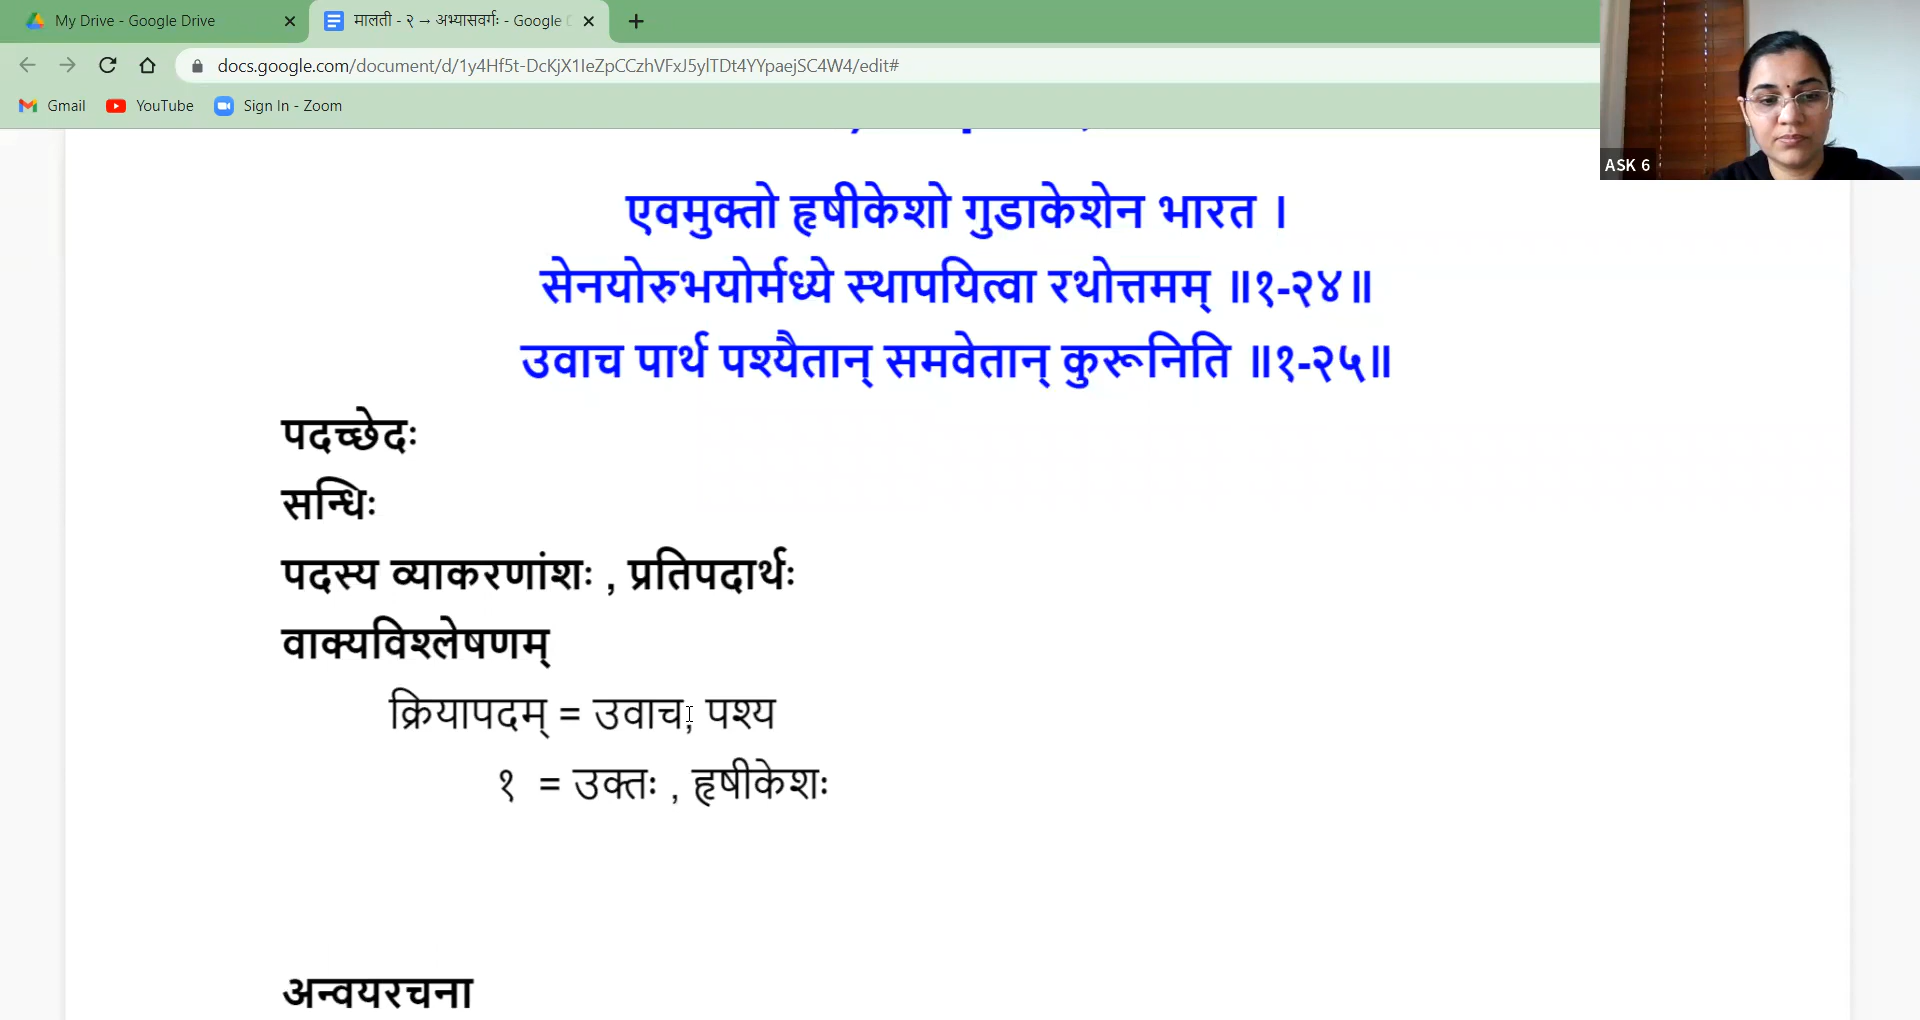 My Drive - Google Drive
मालती - २ → अभ्यासवर्गः - Google
docs.google.com/document/d/1y4Hf5t-DcKjX1IeZpCCzhVFxJ5ylTDt4YYpaejSC4W4/edit#
Gmail YouTube Sign In - Zoom
ASK 6
एवमुक्तो हृषीकेशो गुडाकेशेन भारत ।
सेनयोरुभयोर्मध्ये स्थापयित्वा रथोत्तमम् ॥१-२४॥
उवाच पार्थ पश्यैतान् समवेतान् कुरूनिति ॥१-२५॥
पदच्छेदः
सन्धिः
पदस्य व्याकरणांशः , प्रतिपदार्थः
वाक्यविश्लेषणम्
क्रियापदम् = उवाच, पश्य
१ = उक्तः , हृषीकेशः
अन्वयरचना